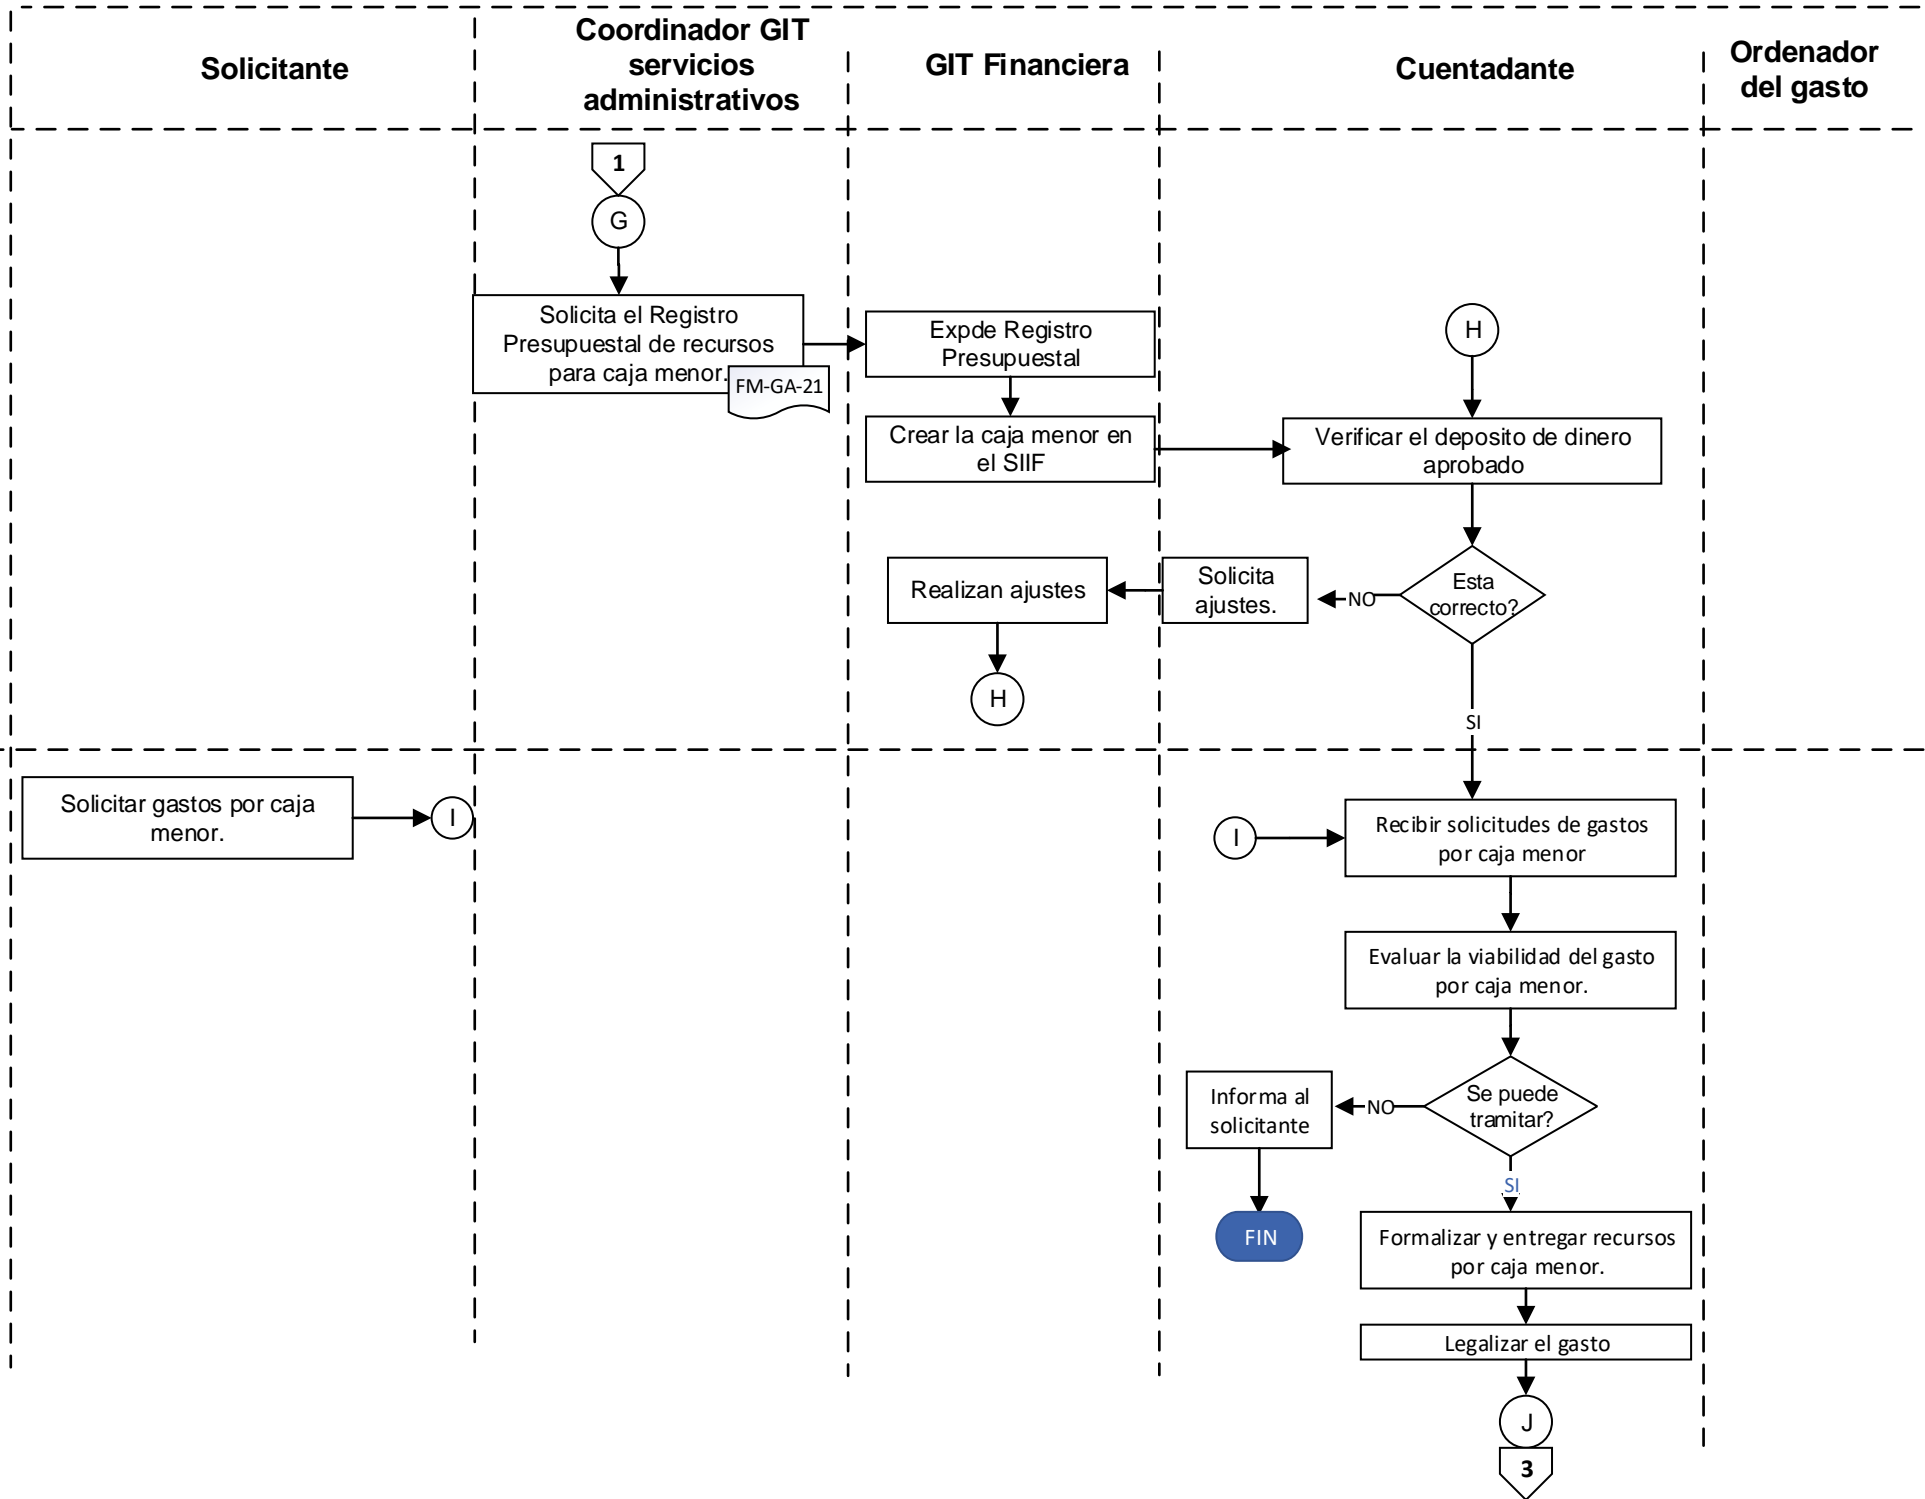 Solicitante
Coordinador GIT
servicios
administrativos
GIT Financiera
Cuentadante
Ordenador
del gasto
1
G
Solicita el Registro
Presupuestal de recursos
para caja menor.
FM-GA-21
Expde Registro
Presupuestal
H
Crear la caja menor en
el SIIF
Verificar el deposito de dinero
aprobado
Realizan ajustes
Solicita
ajustes.
NO
Esta
correcto?
H
SI
Solicitar gastos por caja
menor.
I
I
Recibir solicitudes de gastos
por caja menor
Evaluar la viabilidad del gasto
por caja menor.
Informa al
solicitante
NO
Se puede
tramitar?
SI
FIN
Formalizar y entregar recursos
por caja menor.
Legalizar el gasto
J
3